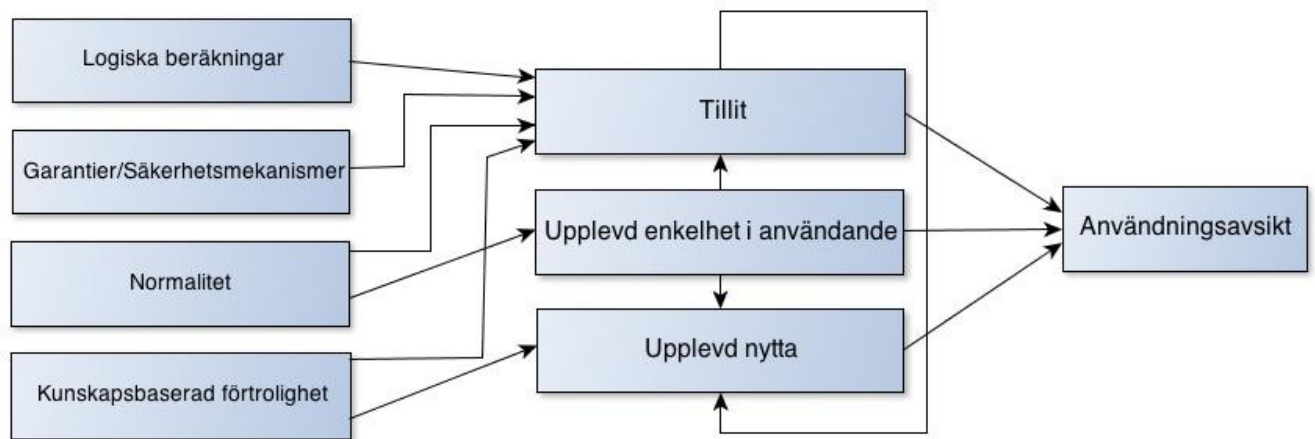 Logiska beräkningar
Garantier/Säkerhetsmekanismer
Normalitet
Kunskapsbaserad förtrolighet
Tillit
Upplevd enkelhet i användande
Upplevd nytta
Användningsavsikt